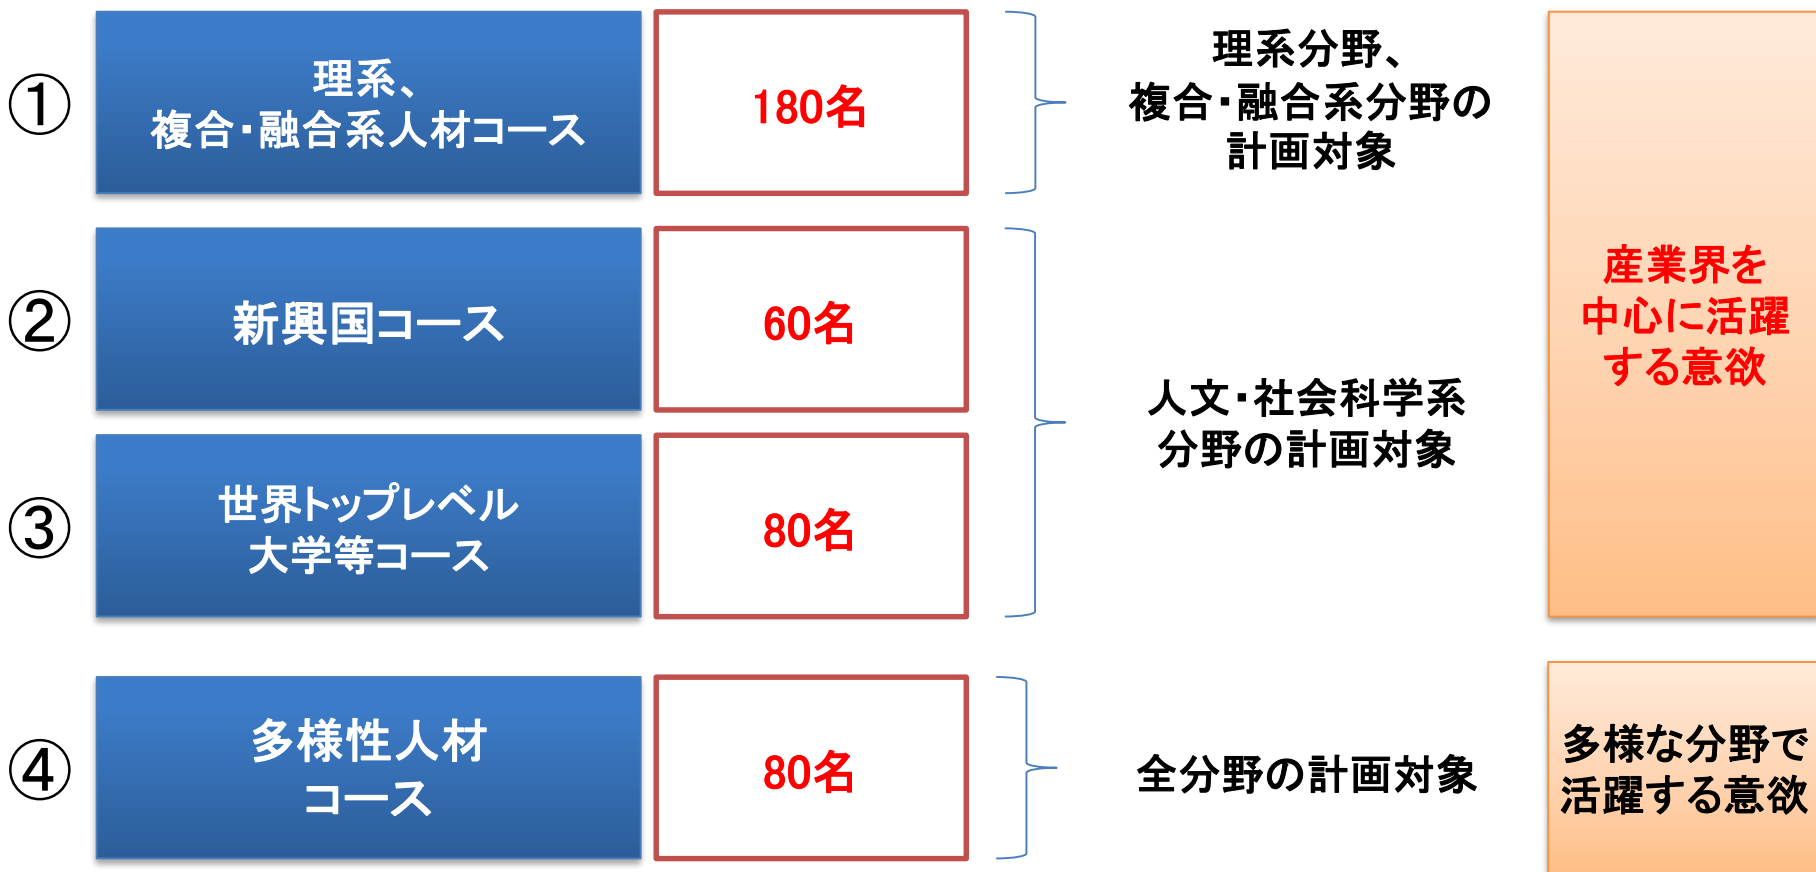 ①
理系、
複合・融合系人材コース
180名
理系分野、
複合・融合系分野の
計画対象
②
新興国コース
60名
③
世界トップレベル
大学等コース
80名
人文・社会科学系
分野の計画対象
産業界を
中心に活躍
する意欲
④
多様性人材
コース
80名
全分野の計画対象
多様な分野で
活躍する意欲